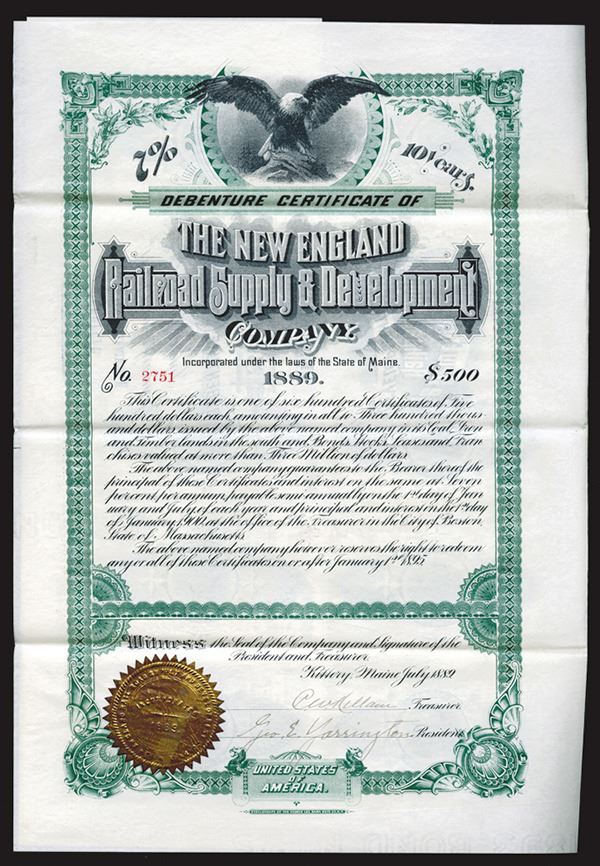 7%
10 Years.
DEBENTURE CERTIFICATE OF
THE NEW ENGLAND
Railroad Supply & Development
COMPANY
Incorporated under the laws of the State of Maine.
1889.
No. 2751
$500
This Certificate is one of six hundred Certificates of Five
hundred dollars each, amounting in all to Three hundred thous
and dollars issued by the above named company in its Coal, Iron
and Timber lands in the south and Bonds, Stocks, Leases and Fran
chises valued at more than Three Million of dollars.
The above named company guarantees to the Bearer thereof the
principal of these Certificates and interest on the same at Seven
per cent, per annum, payable semi annually on the 1st day of Jan
uary and July of each year and principal and interest on the 1st day
of January, 1900, at the office of the Treasurer in the City of Boston,
State of Massachusetts
The above named company however reserves the right to redeem
any or all of these Certificates on or after January 1st 1895
Witness the Seal of the Company and Signature of the
President and Treasurer.
Kittery, Maine July 1889
Treasurer
Geo. E. Yarrington President
UNITED STATES
OF
AMERICA.